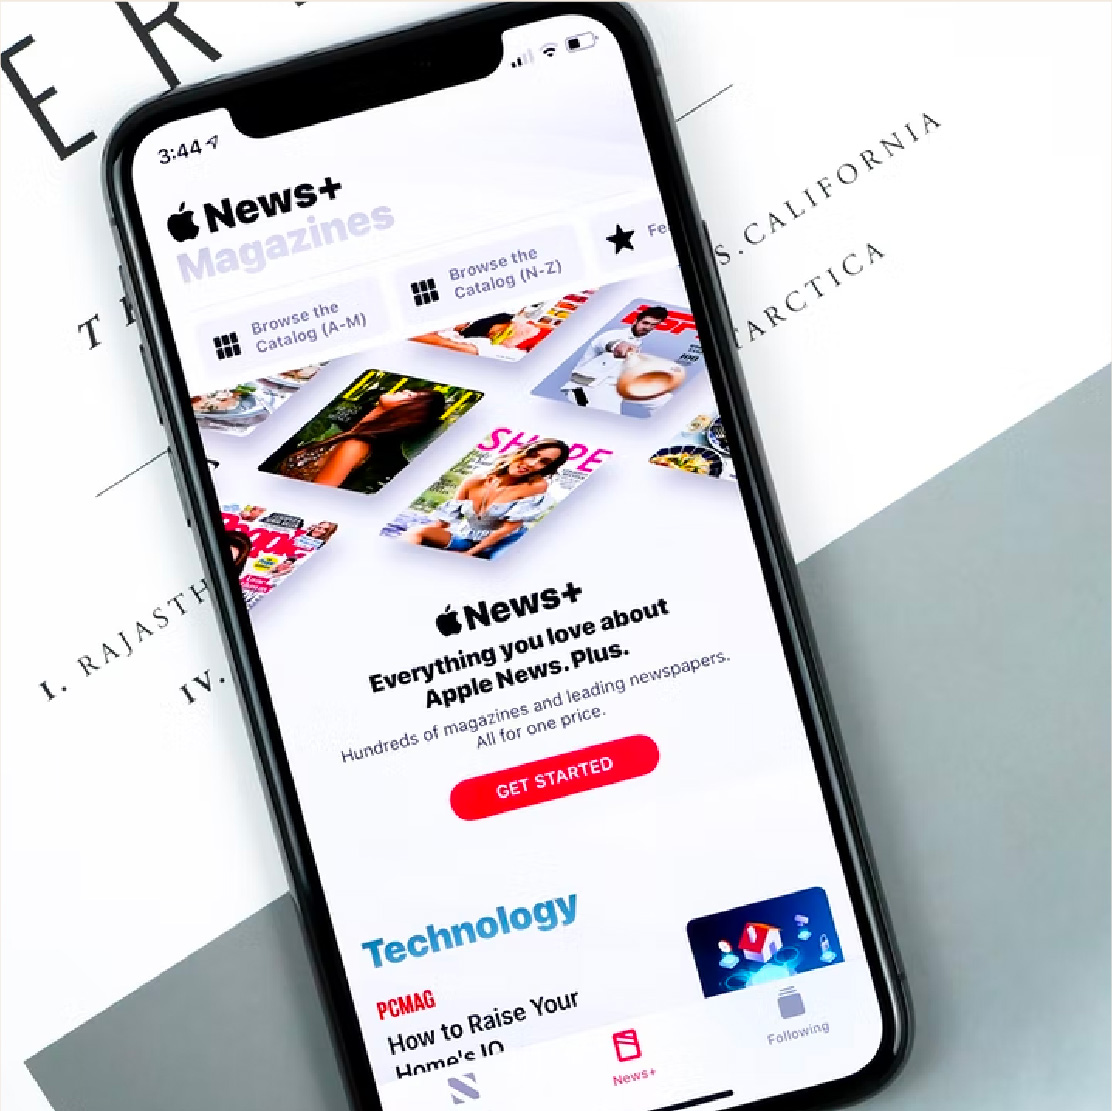 E R
3:44
News+
Magazines
Browse the
Catalog (A-M)
Browse the
Catalog (N-Z)
S. CALIFORNIA
TARCTICA
T
ELLE
SHAPE
People
I. RAJASTH
IV.
News+
Everything you love about
Apple News. Plus.
Hundreds of magazines and leading newspapers.
All for one price.
GET STARTED
Technology
PCMAG
How to Raise Your
Home's IQ
News+
Following